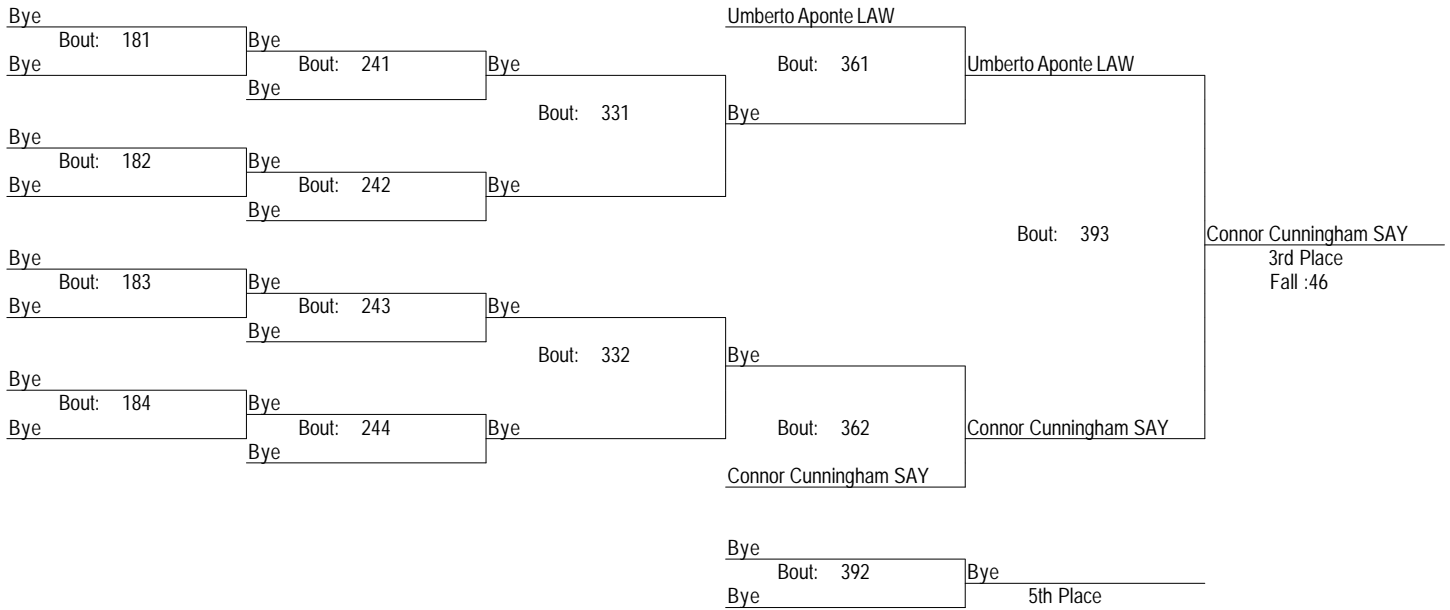 Bye
Umberto Aponte LAW
Bout: 181
Bye
Bye
Bout: 241
Bye
Bout: 361
Umberto Aponte LAW
Bye
Bout: 331
Bye
Bye
Bout: 182
Bye
Bye
Bout: 242
Bye
Bye
Bout: 393
Connor Cunningham SAY
Bye
3rd Place
Bout: 183
Bye
Fall :46
Bye
Bout: 243
Bye
Bye
Bout: 332
Bye
Bye
Bout: 184
Bye
Bye
Bout: 244
Bye
Bout: 362
Connor Cunningham SAY
Bye
Connor Cunningham SAY
Bye
Bout: 392
Bye
Bye
5th Place